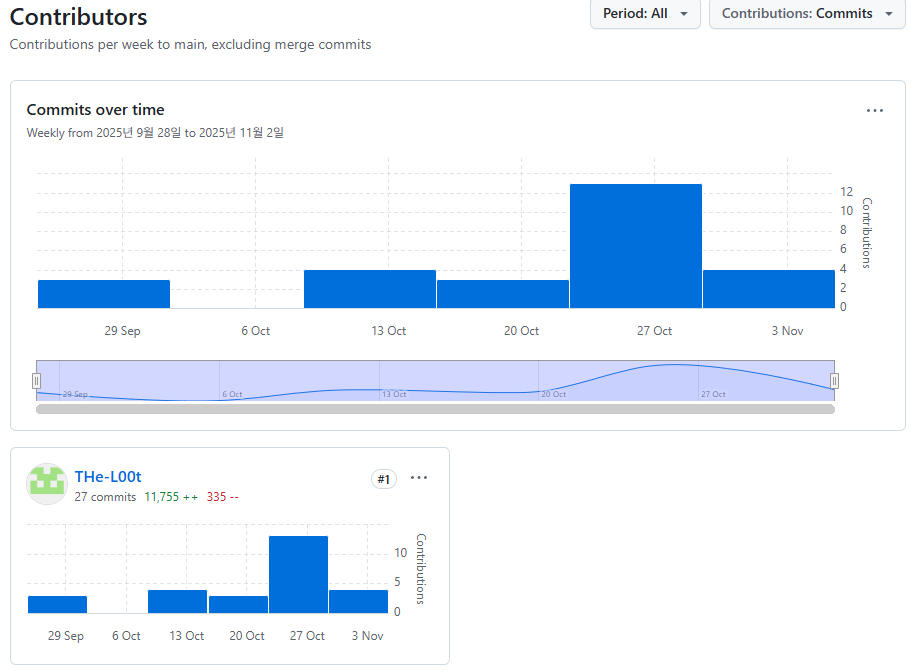 Contributors
Period: All
Contributions: Commits
Contributions per week to main, excluding merge commits
Commits over time
Weekly from 2025년 9월 28일 to 2025년 11월 2일
12
10
8
6
4
2
0
Contributions
29 Sep 6 Oct 13 Oct 20 Oct 27 Oct 3 Nov
29 Sep 6 Oct 13 Oct 20 Oct 27 Oct
THe-L00t
#1
27 commits 11,755 ++ 335 --
10
5
0
Contributions
29 Sep 6 Oct 13 Oct 20 Oct 27 Oct 3 Nov